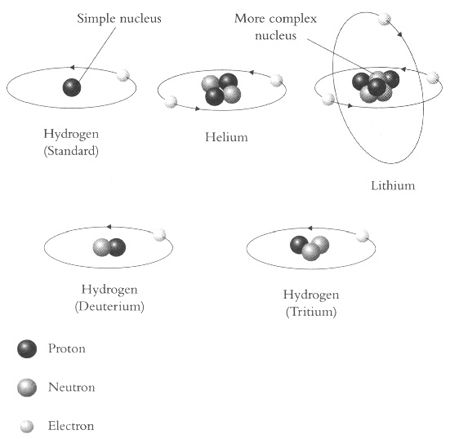 Simple nucleus
More complex
nucleus
Hydrogen
(Standard)
Helium
Lithium
Hydrogen
(Deuterium)
Hydrogen
(Tritium)
Proton
Neutron
Electron